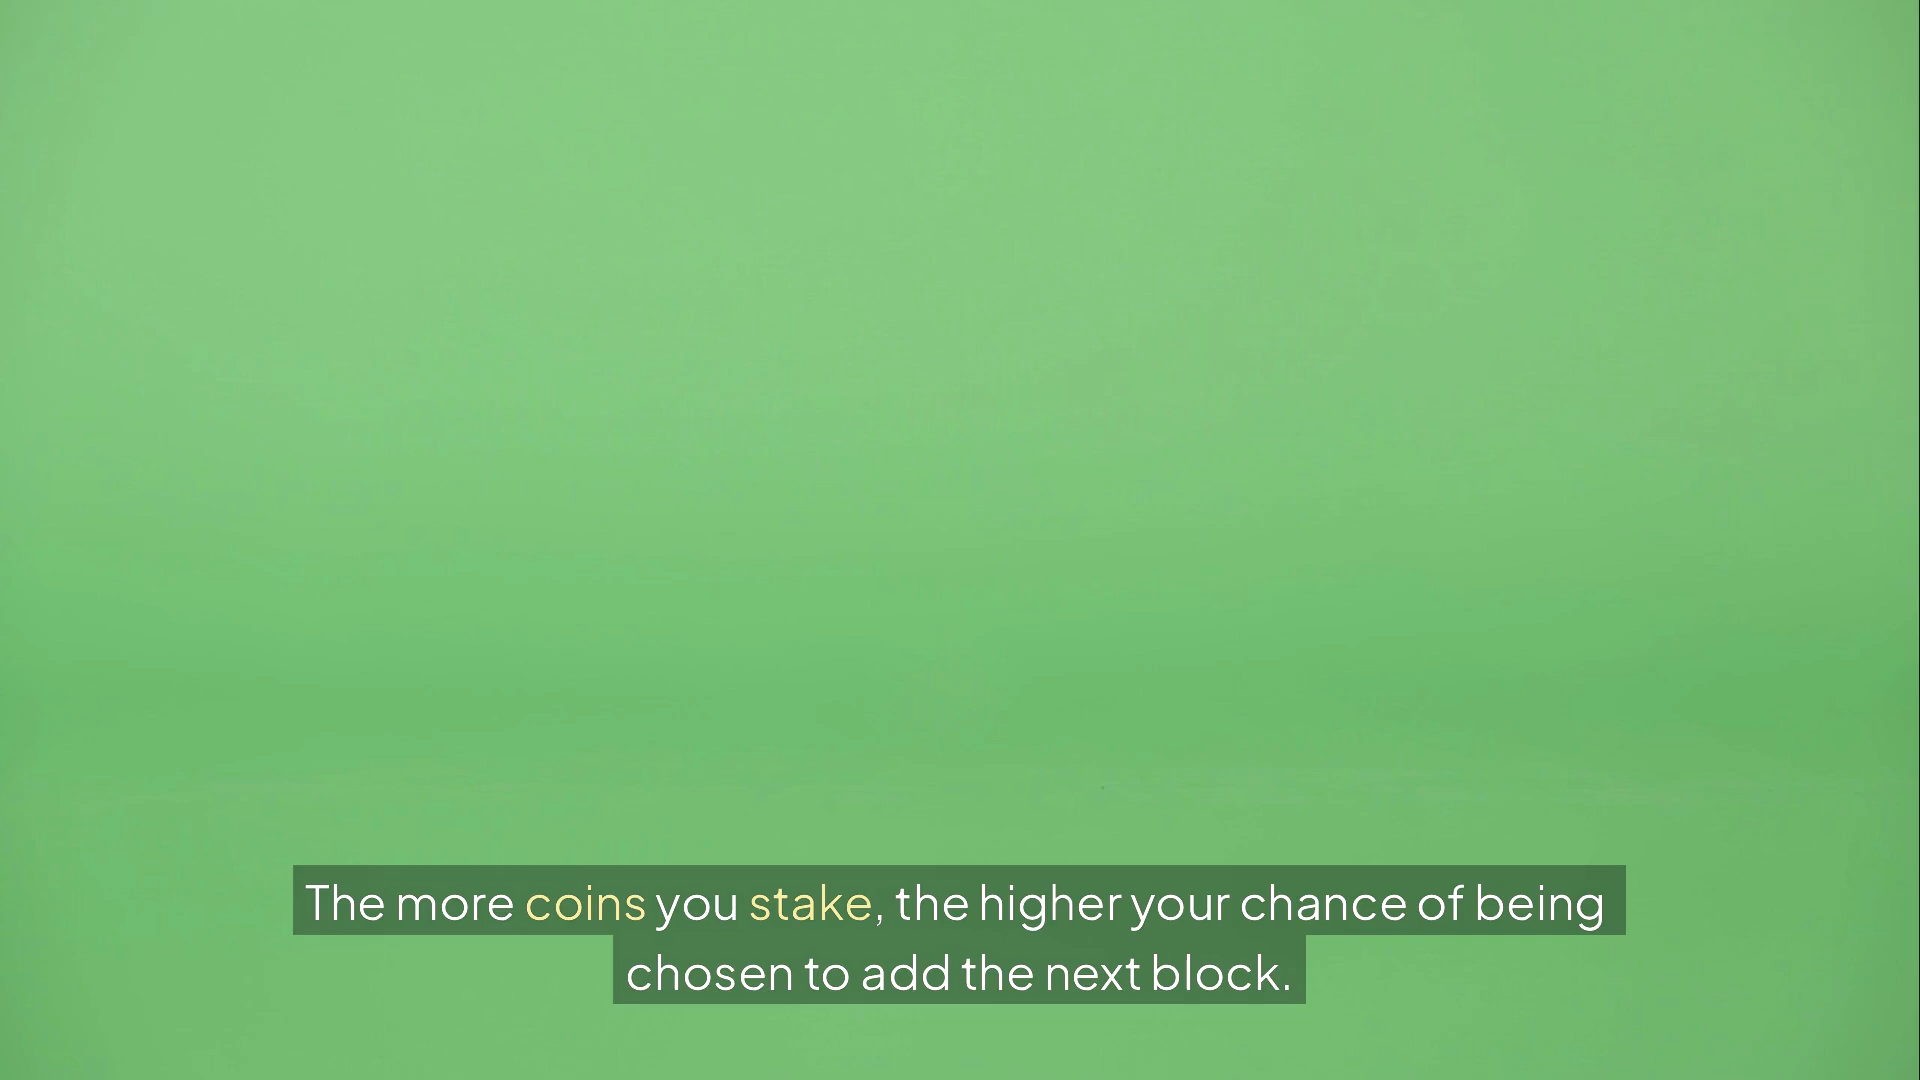 The more coins you stake, the higher your chance of being
chosen to add the next block.